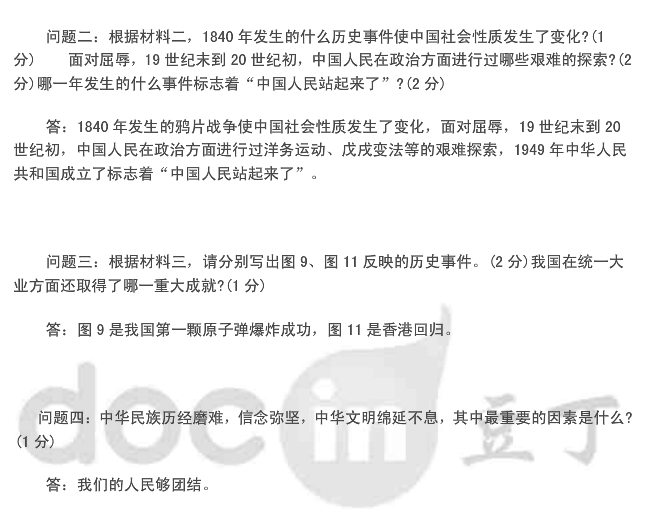 问题二：根据材料二，1840 年发生的什么历史事件使中国社会性质发生了变化?(1
分)　　面对屈辱，19 世纪末到 20 世纪初，中国人民在政治方面进行过哪些艰难的探索?(2
分)哪一年发生的什么事件标志着“中国人民站起来了”?(2 分)
答：1840 年发生的鸦片战争使中国社会性质发生了变化，面对屈辱，19 世纪末到 20
世纪初，中国人民在政治方面进行过洋务运动、戊戌变法等的艰难探索，1949 年中华人民
共和国成立了标志着“中国人民站起来了”。
问题三：根据材料三，请分别写出图 9、图 11 反映的历史事件。(2 分)我国在统一大
业方面还取得了哪一重大成就?(1 分)
答：图 9 是我国第一颗原子弹爆炸成功，图 11 是香港回归。
问题四：中华民族历经磨难，信念弥坚，中华文明绵延不息，其中最重要的因素是什么?
(1 分)
答：我们的人民够团结。
docin 豆丁